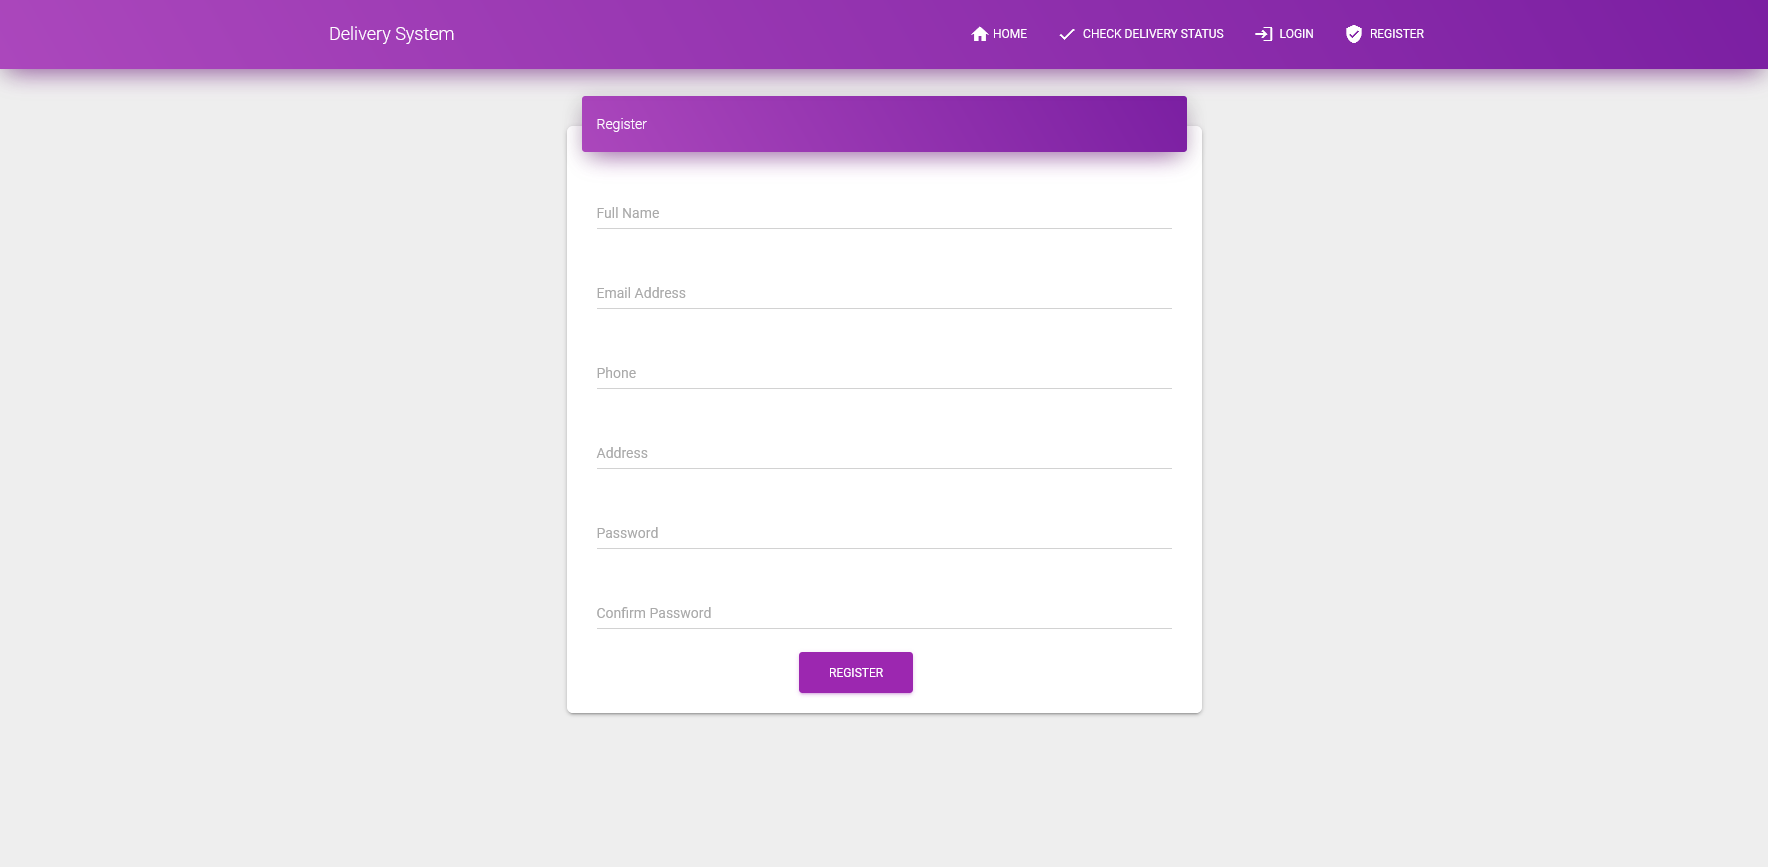 Delivery System HOME CHECK DELIVERY STATUS LOGIN REGISTER
Register
Full Name
Email Address
Phone
Address
Password
Confirm Password
REGISTER